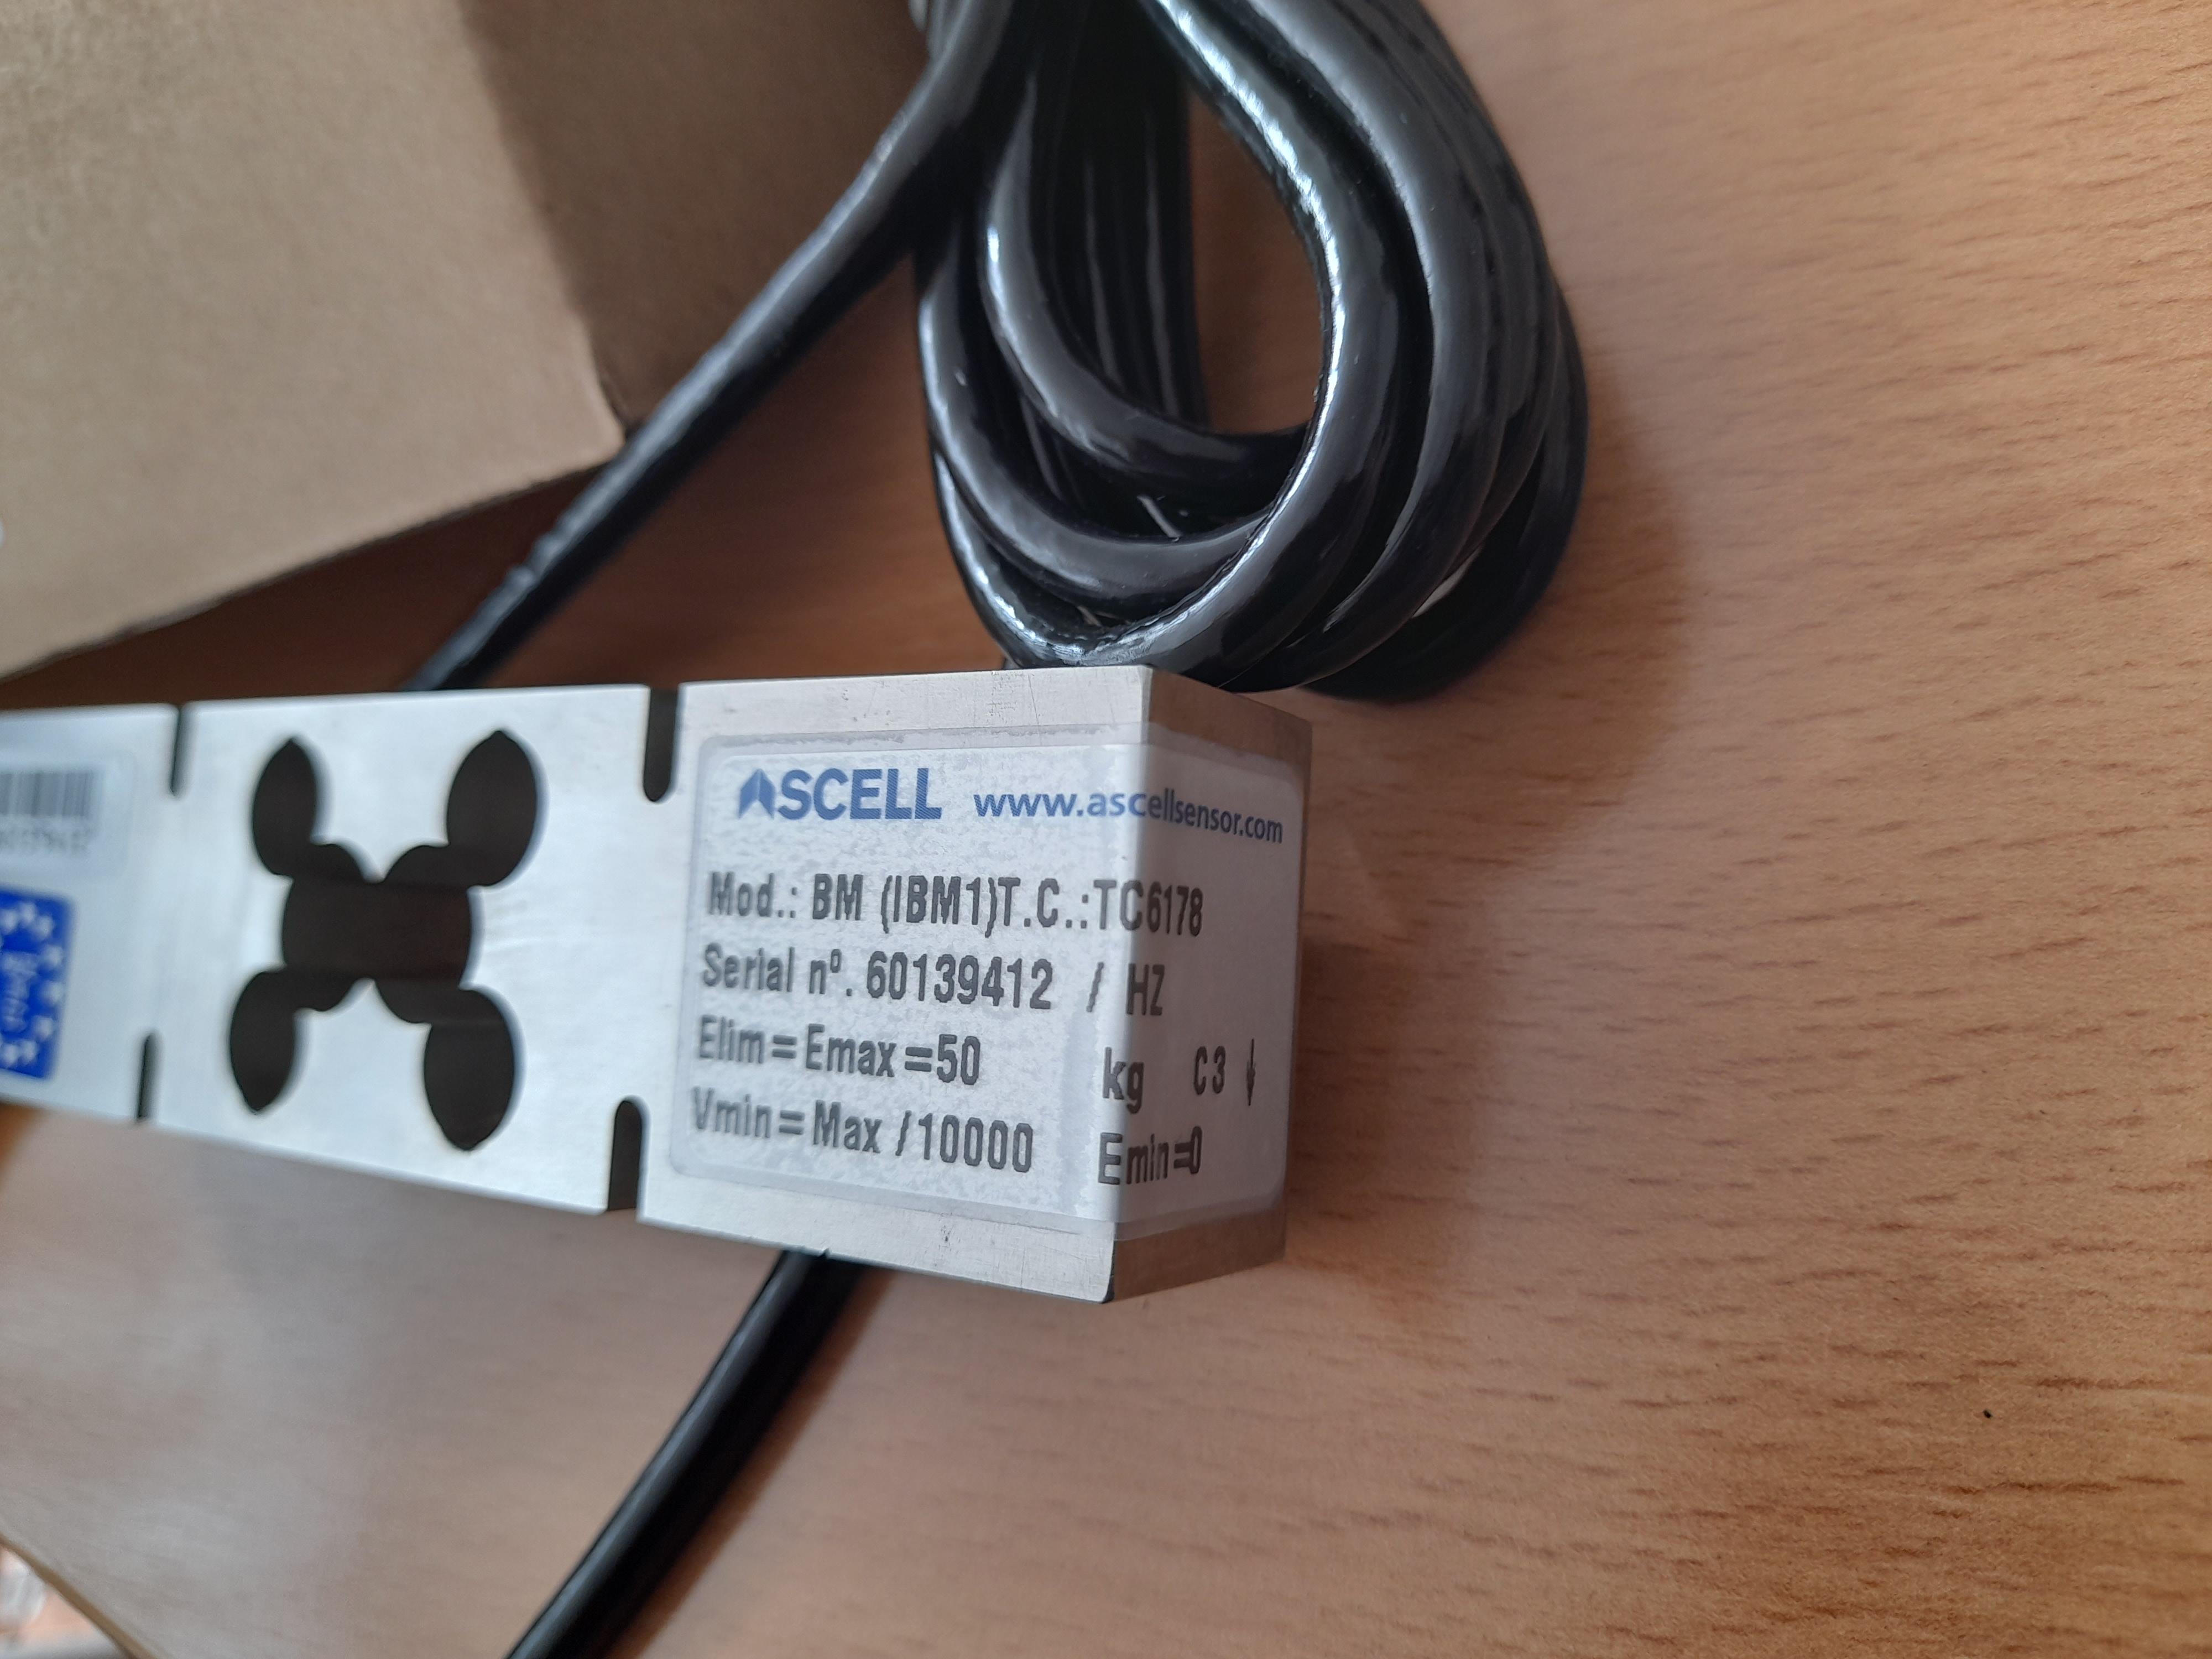 ASCELL www.ascellsensor.com
Mod.: BM (IBM1)T.C.:TC6178
Serial nº. 60139412 / HZ
Elim=Emax=50 kg C3 ↓
Vmin=Max /10000 Emin=0